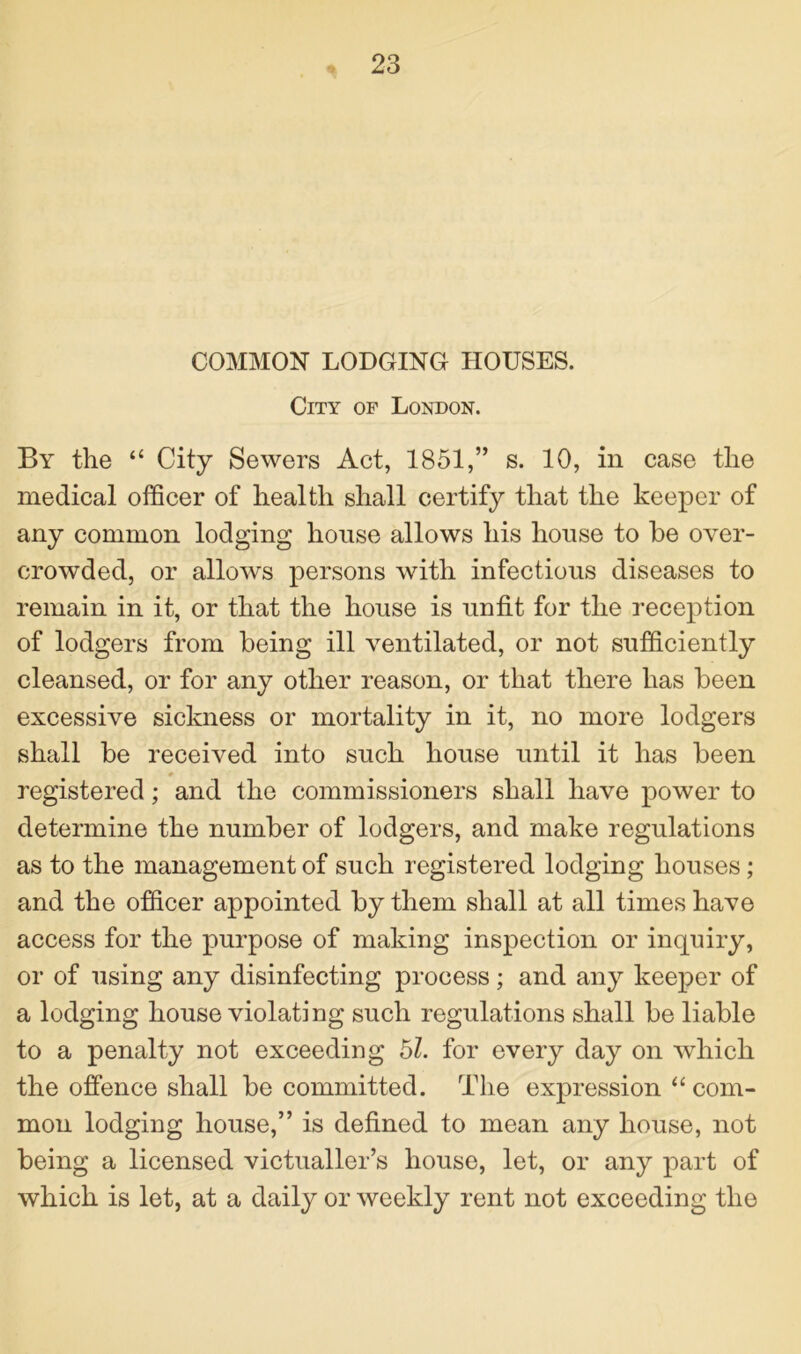 23
COMMON LODGING HOUSES.
City of London.
By the “ City Sewers Act, 1851,” s. 10, in case the
medical officer of health shall certify that the keeper of
any common lodging house allows his house to be over-
crowded, or allows persons with infectious diseases to
remain in it, or that the house is unfit for the reception
of lodgers from being ill ventilated, or not sufficiently
cleansed, or for any other reason, or that there has been
excessive sickness or mortality in it, no more lodgers
shall be received into such house until it has been
registered; and the commissioners shall have power to
determine the number of lodgers, and make regulations
as to the management of such registered lodging houses;
and the officer appointed by them shall at all times have
access for the purpose of making inspection or inquiry,
or of using any disinfecting process; and any keeper of
a lodging house violating such regulations shall be liable
to a penalty not exceeding 5l. for every day on which
the offence shall be committed. The expression “ com-
mon lodging house,” is defined to mean any house, not
being a licensed victualler’s house, let, or any part of
which is let, at a daily or weekly rent not exceeding the